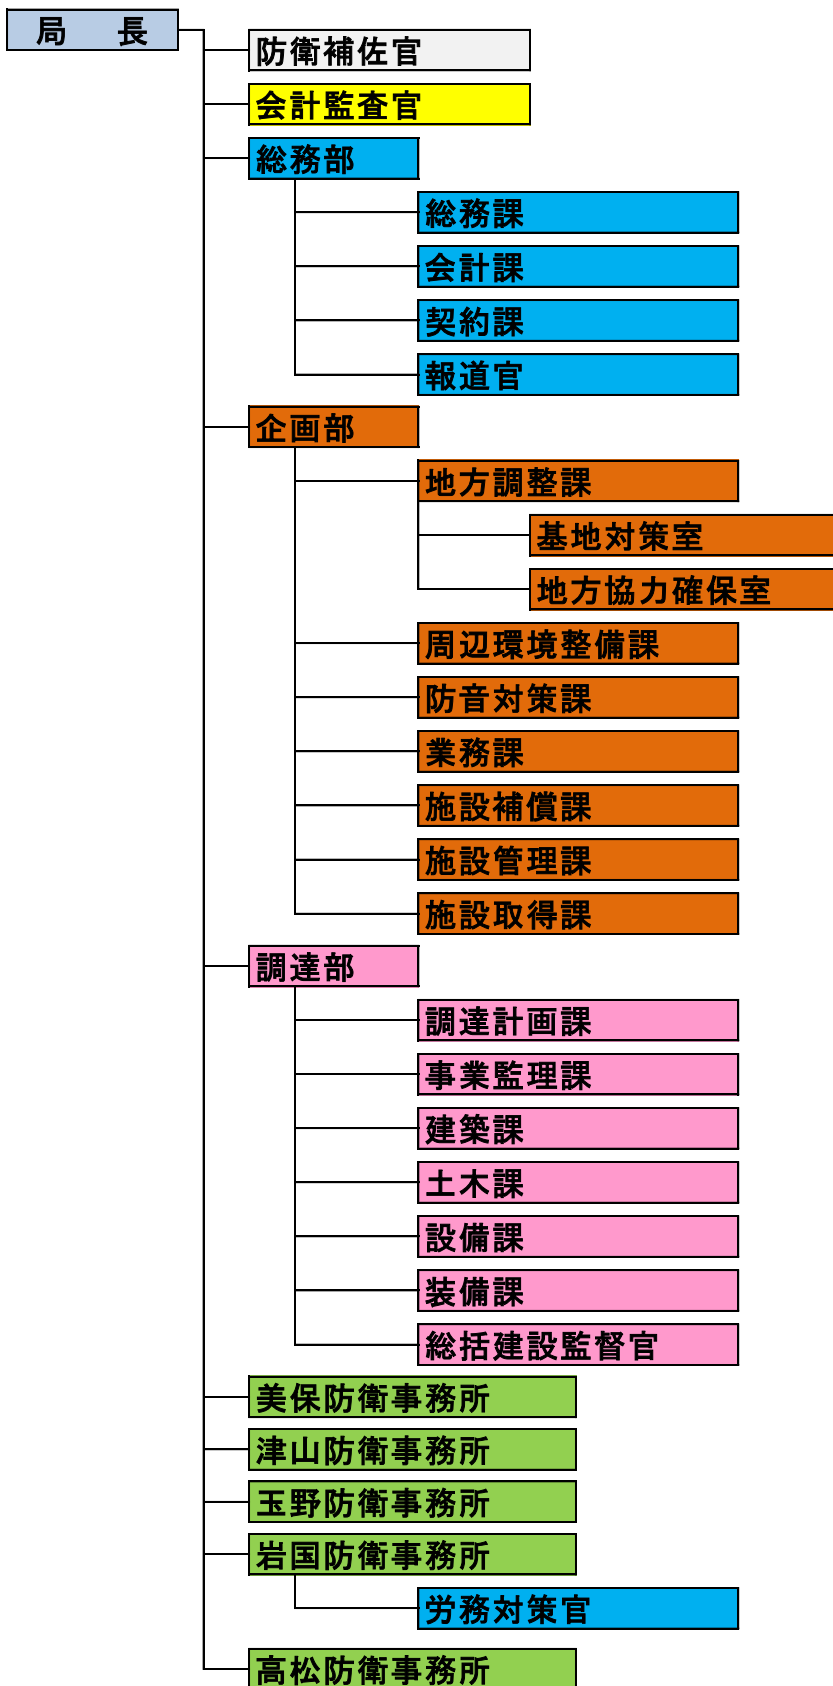 局　長
防衛補佐官
会計監査官
総務部
総務課
会計課
契約課
報道官
企画部
地方調整課
基地対策室
地方協力確保室
周辺環境整備課
防音対策課
業務課
施設補償課
施設管理課
施設取得課
調達部
調達計画課
事業監理課
建築課
土木課
設備課
装備課
総括建設監督官
美保防衛事務所
津山防衛事務所
玉野防衛事務所
岩国防衛事務所
労務対策官
高松防衛事務所